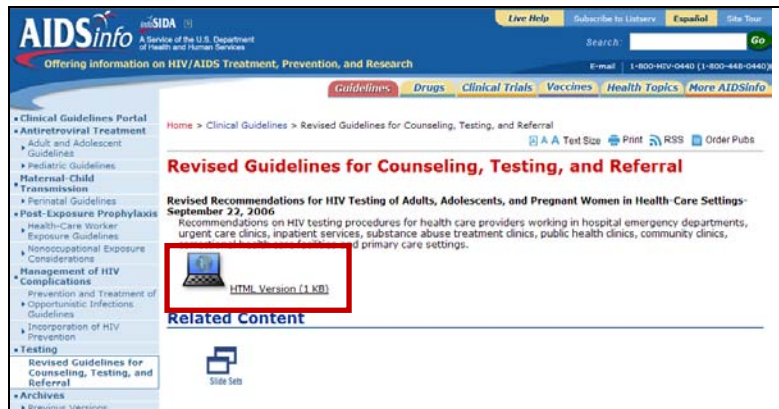 AIDSinfo infoSIDA
A Service of the U.S. Department
of Health and Human Services
Live Help Subscribe to Listserv Español Site Tour
Search: Go
Offering information on HIV/AIDS Treatment, Prevention, and Research
E-mail | 1-800-HIV-0440 (1-800-448-0440)
Guidelines Drugs Clinical Trials Vaccines Health Topics More AIDSinfo
Clinical Guidelines Portal
Antiretroviral Treatment
Adult and Adolescent
Guidelines
Pediatric Guidelines
Maternal-Child
Transmission
Perinatal Guidelines
Post-Exposure Prophylaxis
Health-Care Worker
Exposure Guidelines
Nonoccupational Exposure
Considerations
Management of HIV
Complications
Prevention and Treatment of
Opportunistic Infections
Guidelines
Incorporation of HIV
Prevention
Testing
Revised Guidelines for
Counseling, Testing, and
Referral
Archives
Previous Versions
Home > Clinical Guidelines > Revised Guidelines for Counseling, Testing, and Referral
A A A Text Size Print RSS Order Pubs
Revised Guidelines for Counseling, Testing, and Referral
Revised Recommendations for HIV Testing of Adults, Adolescents, and Pregnant Women in Health-Care Settings-
September 22, 2006
Recommendations on HIV testing procedures for health care providers working in hospital emergency departments,
urgent care clinics, inpatient services, substance abuse treatment clinics, public health clinics, community clinics,
correctional health care facilities and primary care settings.
HTML Version (1 KB)
Related Content
Slide Sets